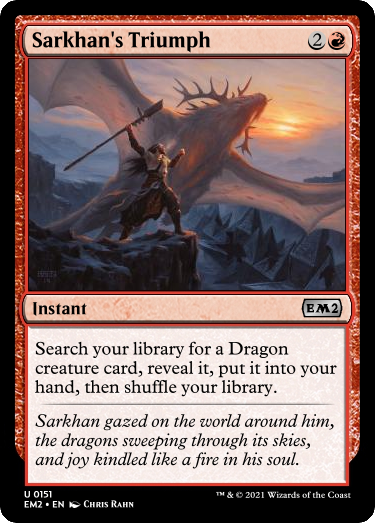 Sarkhan's Triumph 2
Instant EM2
Search your library for a Dragon
creature card, reveal it, put it into your
hand, then shuffle your library.
Sarkhan gazed on the world around him,
the dragons sweeping through its skies,
and joy kindled like a fire in his soul.
U 0151 ™ & © 2021 Wizards of the Coast
EM2 • EN Chris Rahn